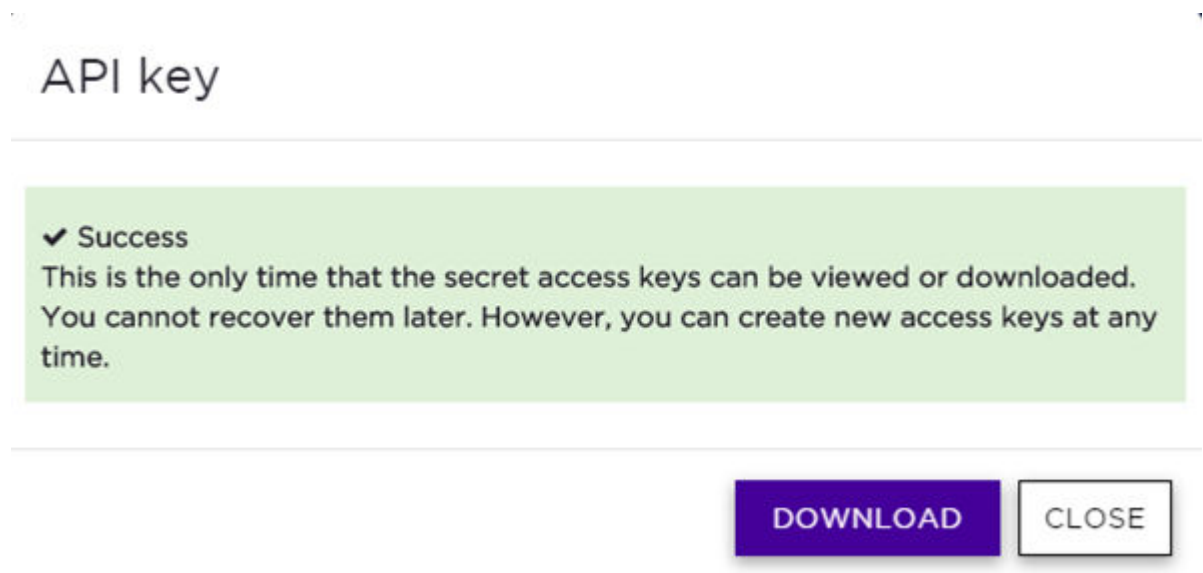 API key
✔ Success
This is the only time that the secret access keys can be viewed or downloaded.
You cannot recover them later. However, you can create new access keys at any
time.
DOWNLOAD
CLOSE